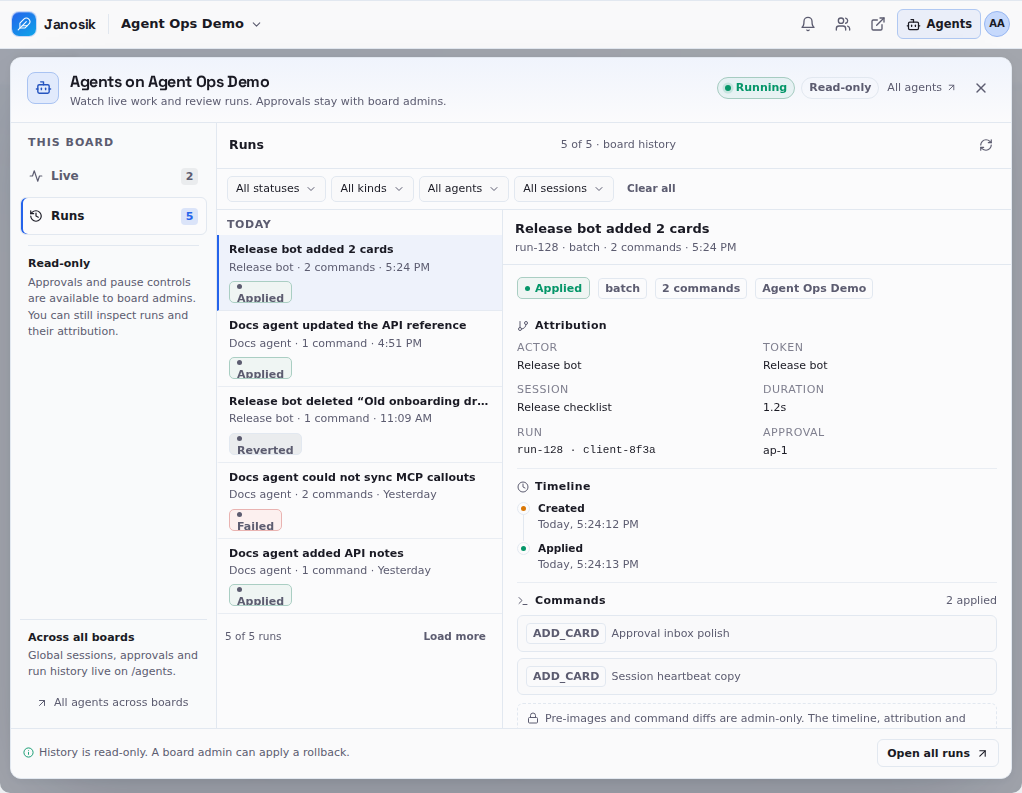 Janosik
Agent Ops Demo
Agents
AA
Agents on Agent Ops Demo
Watch live work and review runs. Approvals stay with board admins.
Running
Read-only
All agents
THIS BOARD
Live
2
Runs
5
Read-only
Approvals and pause controls
are available to board admins.
You can still inspect runs and
their attribution.
Across all boards
Global sessions, approvals and
run history live on /agents.
All agents across boards
Runs
5 of 5 · board history
All statuses
All kinds
All agents
All sessions
Clear all
TODAY
Release bot added 2 cards
Release bot · 2 commands · 5:24 PM
Applied
Docs agent updated the API reference
Docs agent · 1 command · 4:51 PM
Applied
Release bot deleted “Old onboarding dr…
Release bot · 1 command · 11:09 AM
Reverted
Docs agent could not sync MCP callouts
Docs agent · 2 commands · Yesterday
Failed
Docs agent added API notes
Docs agent · 1 command · Yesterday
Applied
5 of 5 runs
Load more
Release bot added 2 cards
run-128 · batch · 2 commands · 5:24 PM
Applied
batch
2 commands
Agent Ops Demo
Attribution
ACTOR
Release bot
TOKEN
Release bot
SESSION
Release checklist
DURATION
1.2s
RUN
run-128 · client-8f3a
APPROVAL
ap-1
Timeline
Created
Today, 5:24:12 PM
Applied
Today, 5:24:13 PM
Commands
2 applied
ADD_CARD Approval inbox polish
ADD_CARD Session heartbeat copy
Pre-images and command diffs are admin-only. The timeline, attribution and
History is read-only. A board admin can apply a rollback.
Open all runs